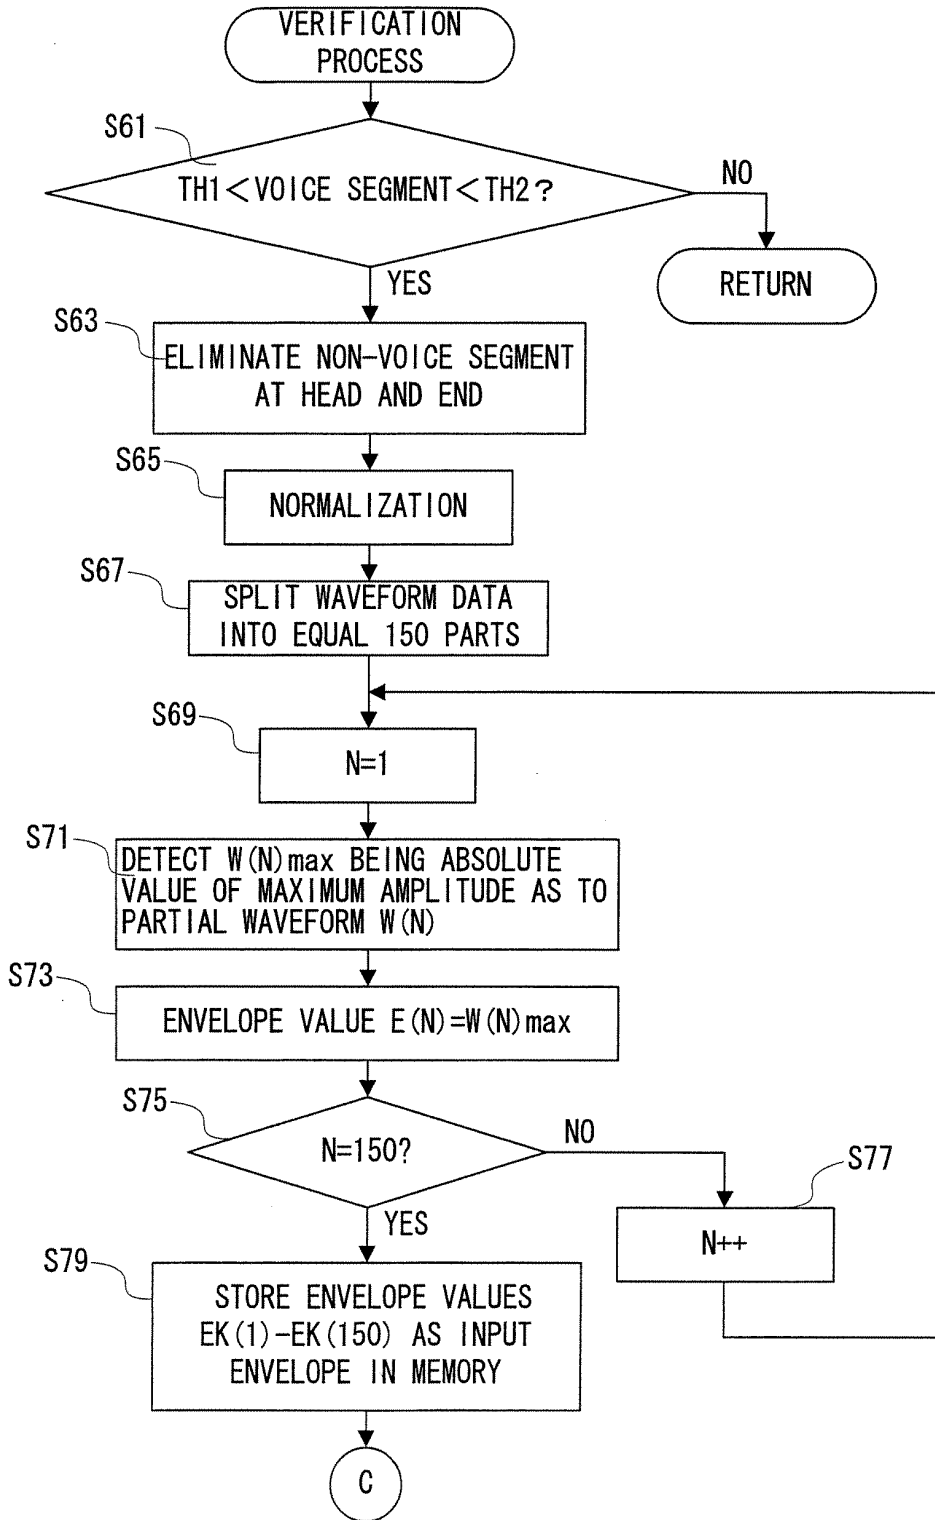 VERIFICATION
PROCESS
S61
TH1<VOICE SEGMENT<TH2?
NO
RETURN
YES
S63
ELIMINATE NON-VOICE SEGMENT
AT HEAD AND END
S65
NORMALIZATION
S67
SPLIT WAVEFORM DATA
INTO EQUAL 150 PARTS
S69
N=1
S71
DETECT W(N)max BEING ABSOLUTE
VALUE OF MAXIMUM AMPLITUDE AS TO
PARTIAL WAVEFORM W(N)
S73
ENVELOPE VALUE E(N)=W(N)max
S75
N=150?
NO
S77
N++
YES
S79
STORE ENVELOPE VALUES
EK(1)-EK(150) AS INPUT
ENVELOPE IN MEMORY
C